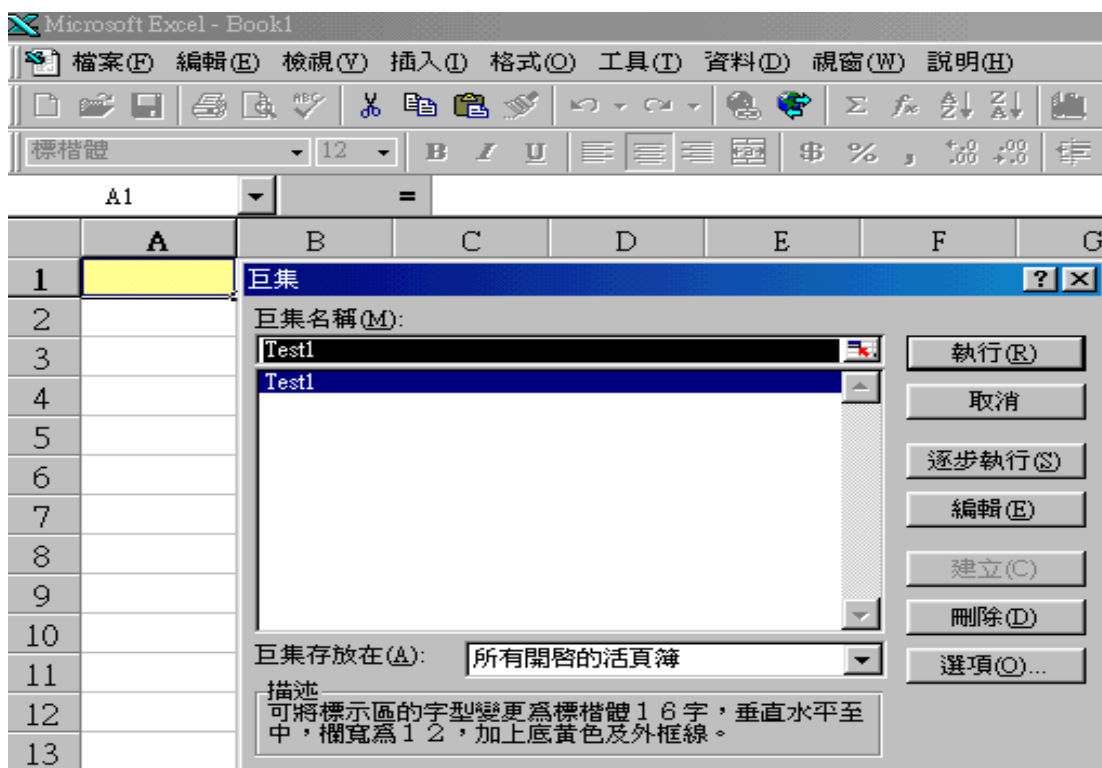 Microsoft Excel - Book1
檔案(F) 編輯(E) 檢視(V) 插入(I) 格式(O) 工具(T) 資料(D) 視窗(W) 說明(H)
標楷體 12 B I U $ % ,
A1 =
A B C D E F G
1
巨集
2
巨集名稱(M):
3
Test1
執行(R)
Test1
4
取消
5
逐步執行(S)
6
7
編輯(E)
8
建立(C)
9
刪除(D)
10
巨集存放在(A): 所有開啓的活頁簿
選項(O)...
11
描述
12
可將標示區的字型變更爲標楷體16字,垂直水平至
中,欄寬爲12,加上底黃色及外框線。
13